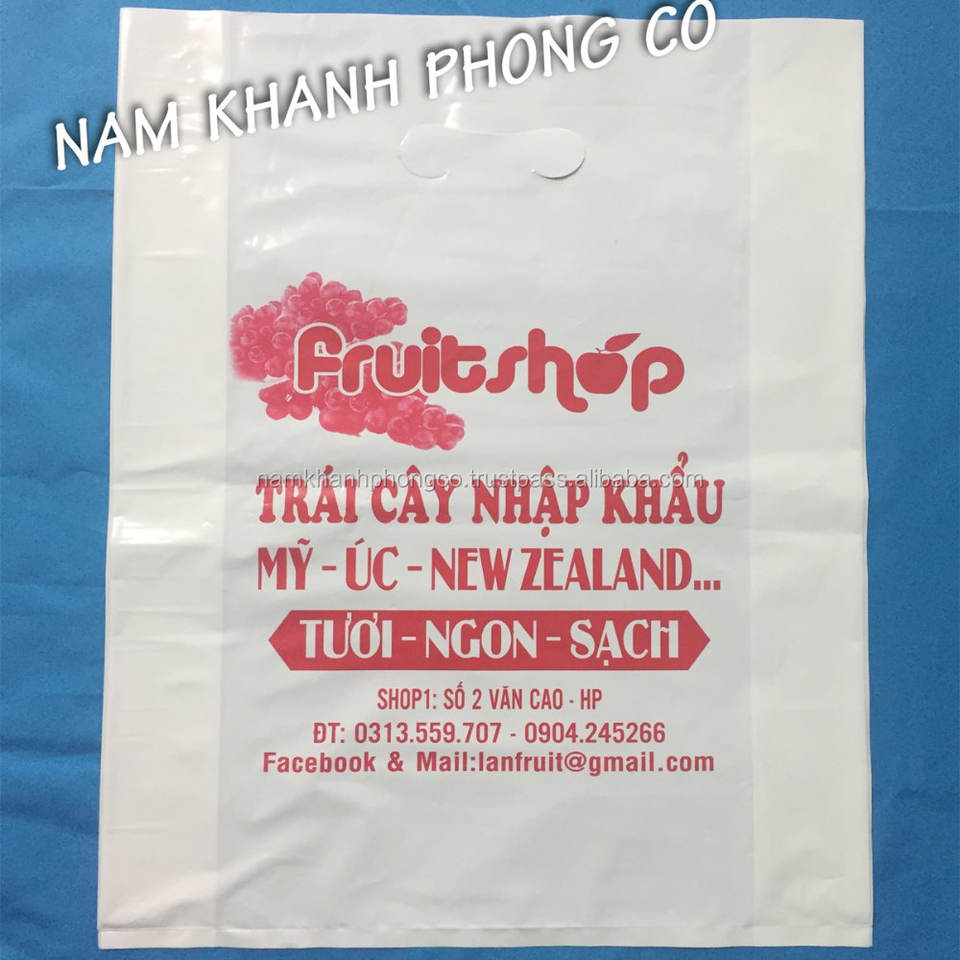 NAM KHANH PHONG CO
fruitshop
namkhanhphongco.trustpass.alibaba.com
TRÁI CÂY NHẬP KHẨU
MỸ - ÚC - NEW ZEALAND...
TƯƠI - NGON - SẠCH
SHOP1: SỐ 2 VĂN CAO - HP
ĐT: 0313.559.707 - 0904.245266
Facebook & Mail:lanfruit@gmail.com